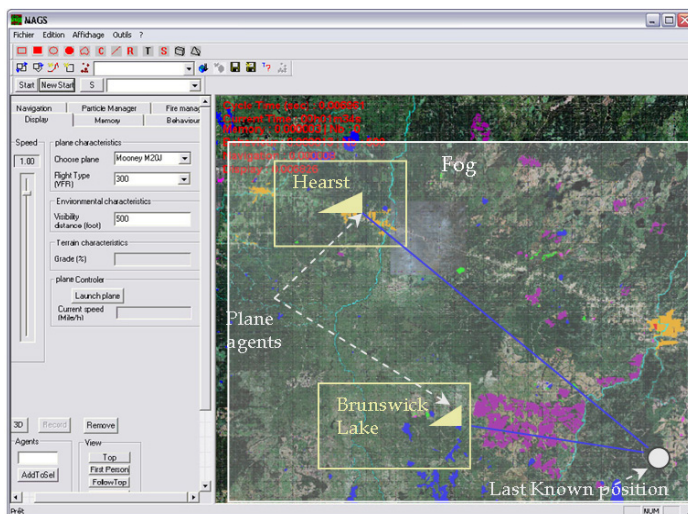 MAGS
Fichier Edition Affichage Outils ?
C R T S
Start New Start S
Navigation Particle Manager Fire manag
Display Memory Behaviour
Speed
1.00
plane characteristics
Choose plane Mooney M20J
Flight Type (VFR) 300
Environmental characteristics
Visibility distance (foot) 500
Terrain characteristics
Grade (%)
plane Controler
Launch plane
Current speed (Mile/h)
3D Record Remove
Agents View
Top
First Person
AddToSel FollowTop
Prêt NUM
Fog
Hearst
Plane agents
Brunswick Lake
Last Known position